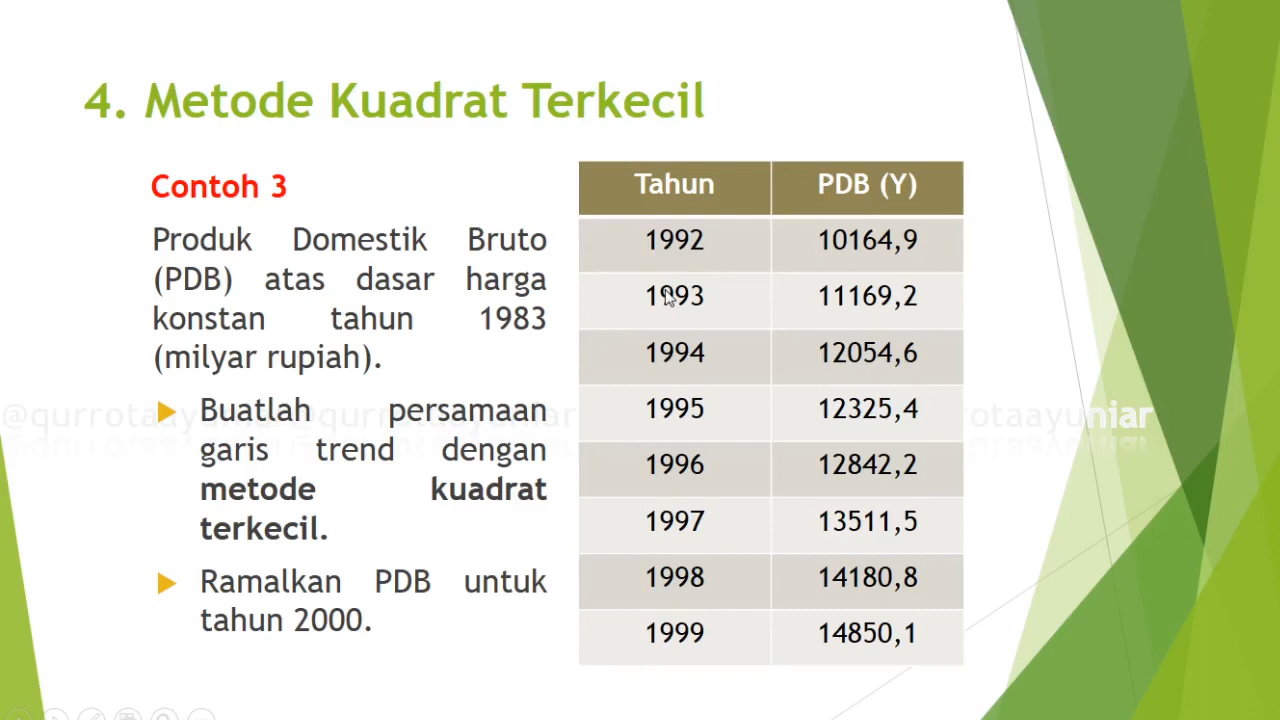 4. Metode Kuadrat Terkecil
Contoh 3
Produk Domestik Bruto
(PDB) atas dasar harga
konstan tahun 1983
(milyar rupiah).
Buatlah persamaan
garis trend dengan
metode kuadrat
terkecil.
Ramalkan PDB untuk
tahun 2000.
Tahun PDB (Y)
1992 10164,9
1993 11169,2
1994 12054,6
1995 12325,4
1996 12842,2
1997 13511,5
1998 14180,8
1999 14850,1
@qurrotaayuniar@qurrotaayuniar rotaayuniar